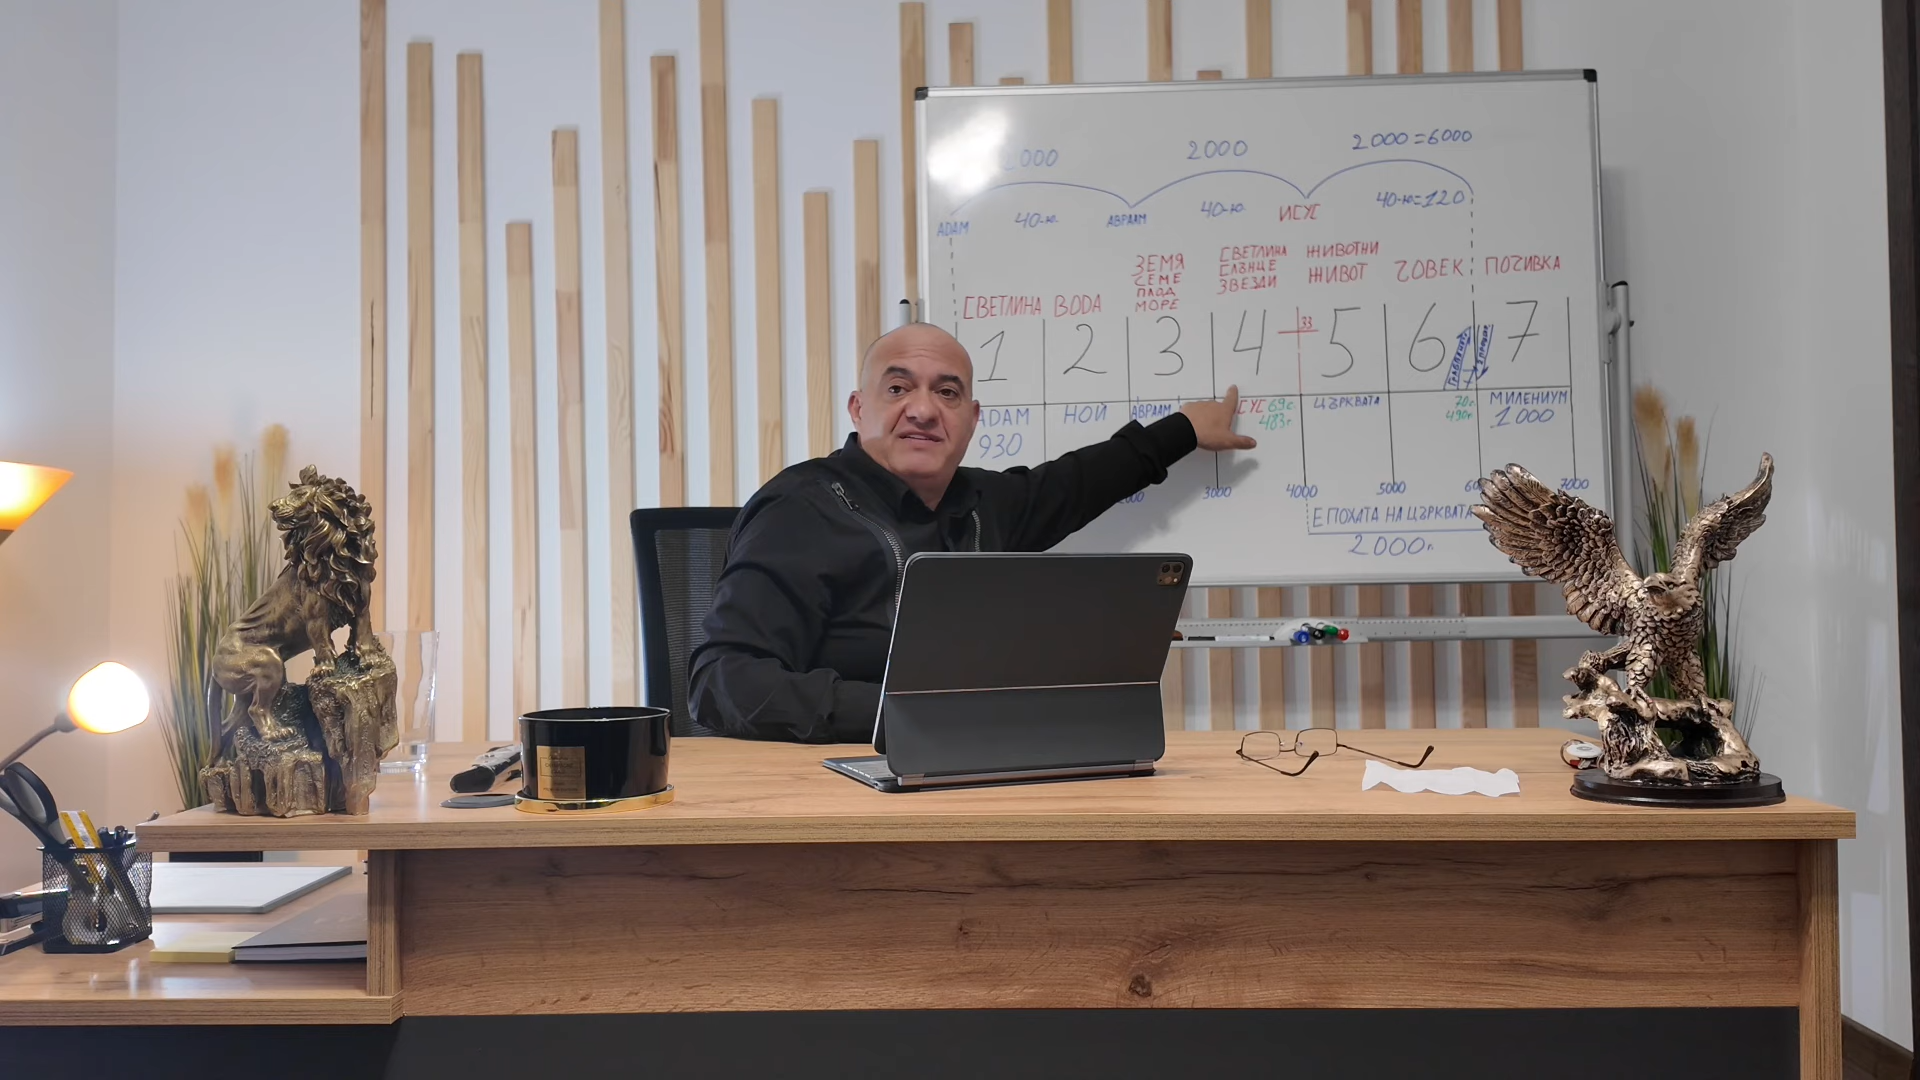 2000 2000 2000=6000
40-Ю. 40-Ю. 40-Ю=120
АДАМ АВРААМ ИСУС
ЗЕМЯ СВЕТЛИНА ЖИВОТНИ
СЕМЕ СЛЪНЦЕ ЖИВОТ ЧОВЕК ПОЧИВКА
ПЛОД ЗВЕЗДИ
СВЕТЛИНА ВОДА МОРЕ
1 2 3 4 33 5 6 7
АДАМ НОЙ АВРААМ 69с. ЦЪРКВАТА 70с. МИЛЕНИУМ
930 483г. 490г. 1000
3000 4000 5000 7000
ЕПОХАТА НА ЦЪРКВАТА
2000г.